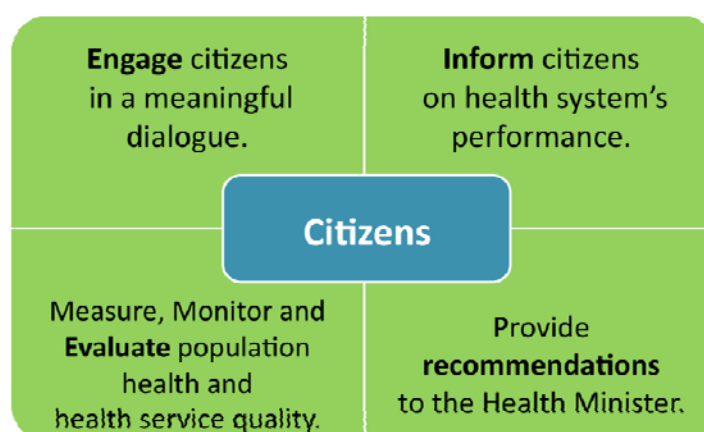 Engage citizens
in a meaningful
dialogue.
Inform citizens
on health system's
performance.
Citizens
Measure, Monitor and
Evaluate population
health and
health service quality.
Provide
recommendations
to the Health Minister.